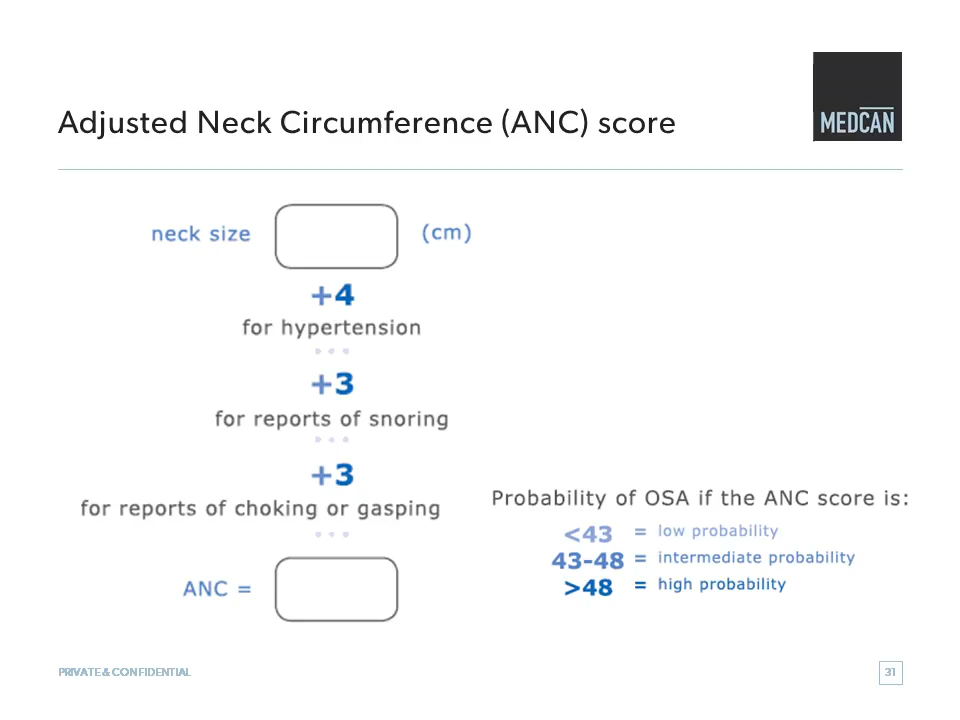 Adjusted Neck Circumference (ANC) score
MEDCAN
neck size (cm)
+4
for hypertension
+3
for reports of snoring
+3
for reports of choking or gasping
ANC =
Probability of OSA if the ANC score is:
<43 = low probability
43-48 = intermediate probability
>48 = high probability
PRIVATE & CONFIDENTIAL
31